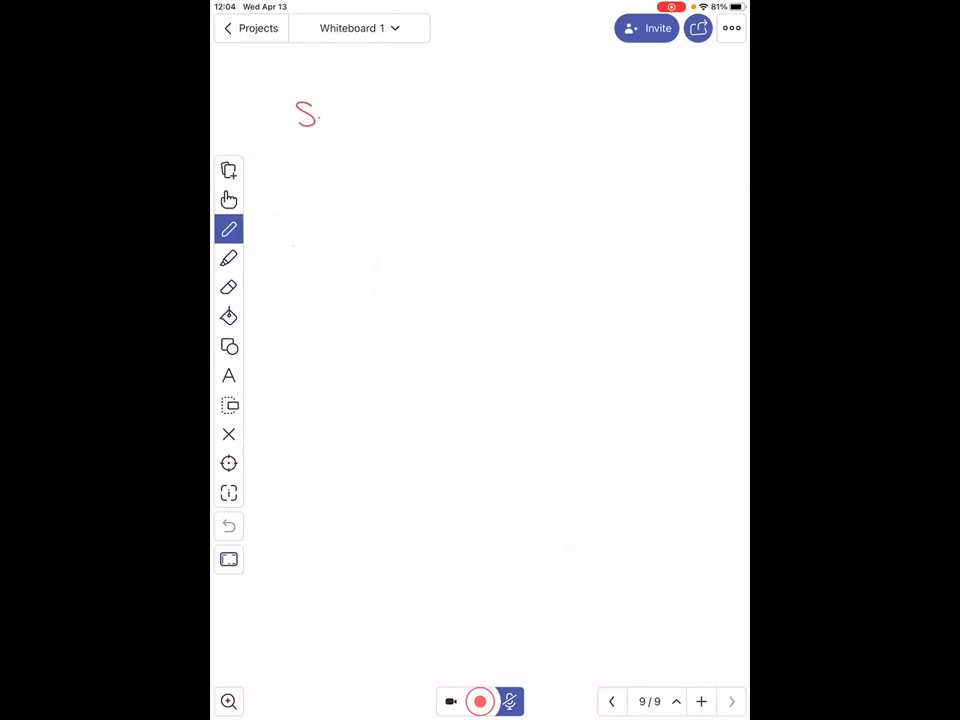 12:04 Wed Apr 13
81%
Projects
Whiteboard 1
Invite
S.
A
9/9